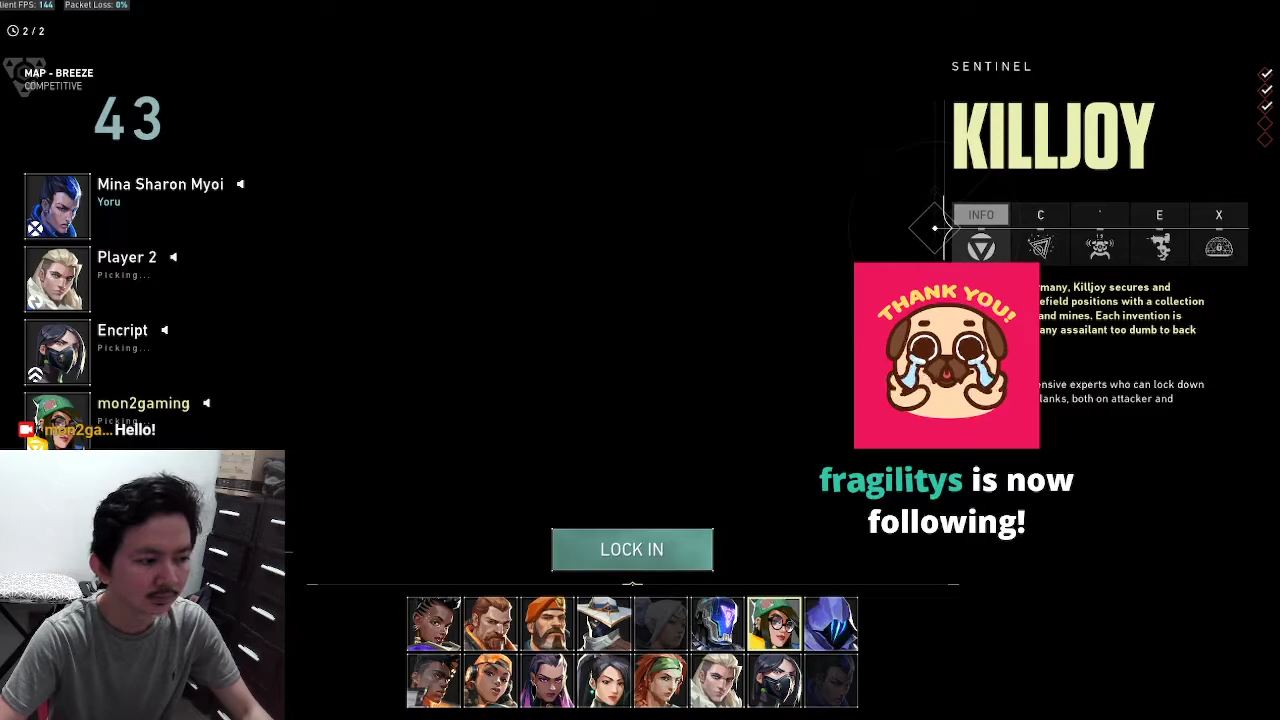 lient FPS: 144 Packet Loss: 0%
2 / 2
MAP - BREEZE
COMPETITIVE
43
Mina Sharon Myoi
Yoru
Player 2
Picking...
Encript
Picking...
mon2gaming
Picking
mon2ga... Hello!
SENTINEL
KILLJOY
INFO C ` E X
many, Killjoy secures and
efield positions with a collection
and mines. Each invention is
any assailant too dumb to back
ensive experts who can lock down
lanks, both on attacker and
THANK YOU!
fragilitys is now
following!
LOCK IN